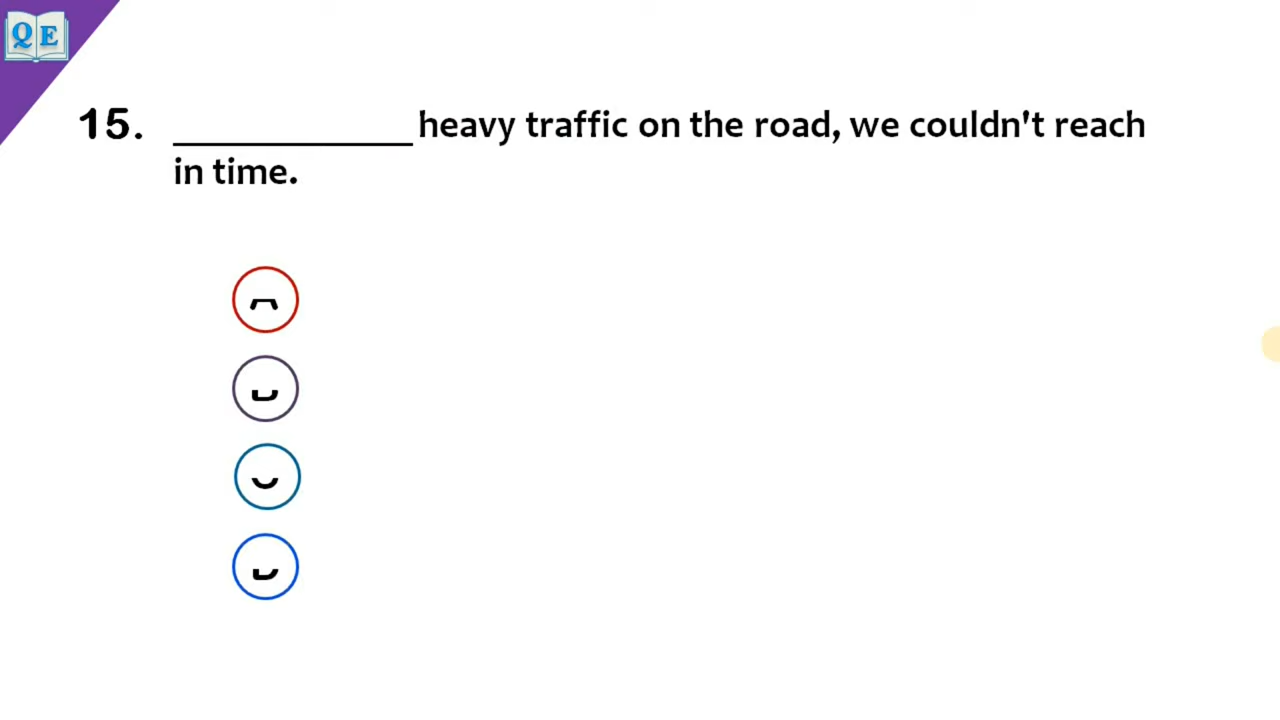 QE
15. ____________ heavy traffic on the road, we couldn't reach
in time.